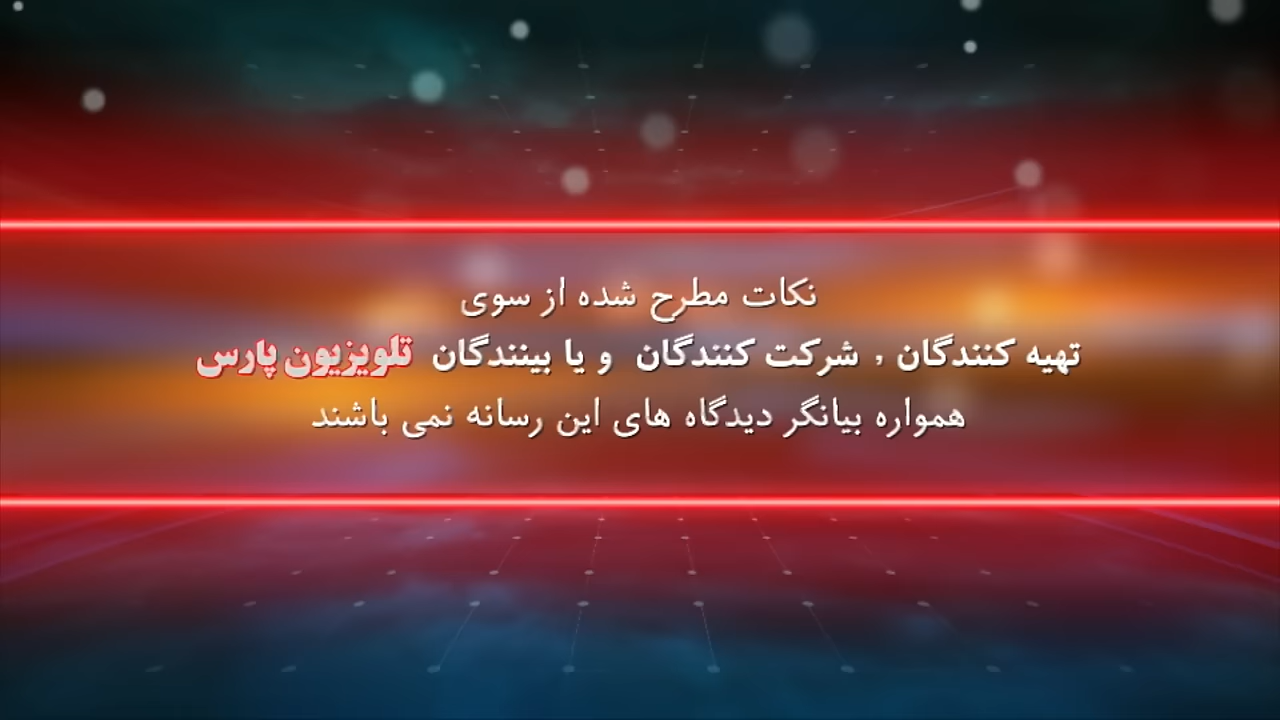 نکات مطرح شده از سوی
تهیه کنندگان , شرکت کنندگان و یا بینندگان تلویزیون پارس
همواره بیانگر دیدگاه های این رسانه نمی باشند